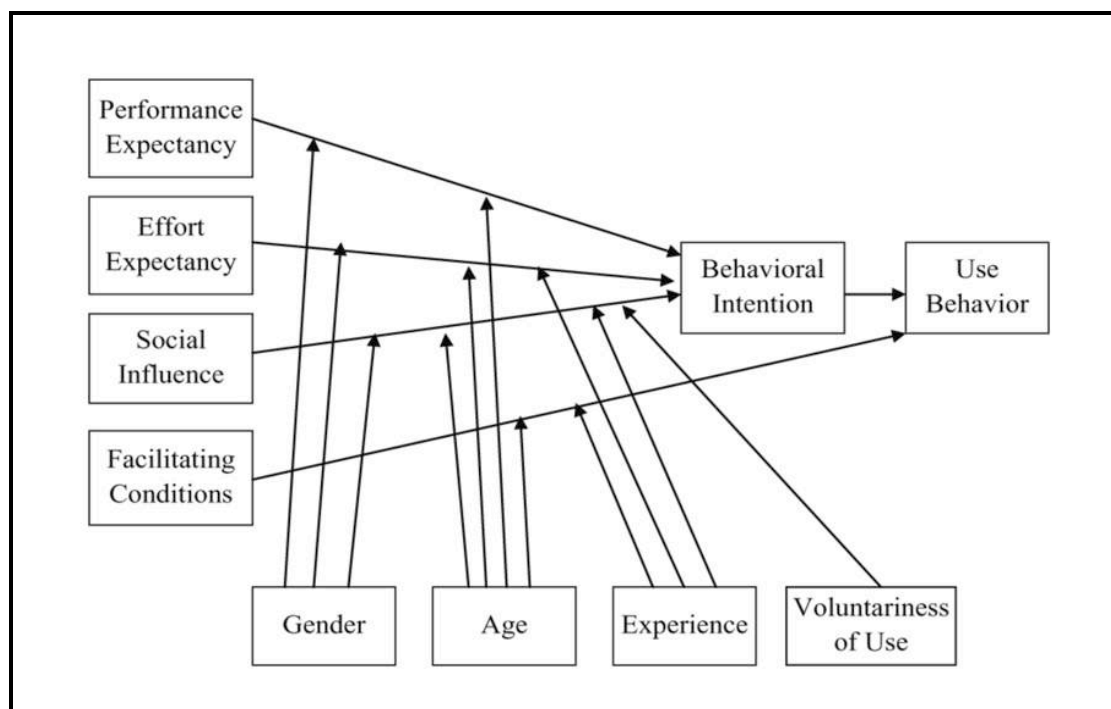 Performance
Expectancy
Effort
Expectancy
Social
Influence
Facilitating
Conditions
Behavioral
Intention
Use
Behavior
Gender
Age
Experience
Voluntariness
of Use